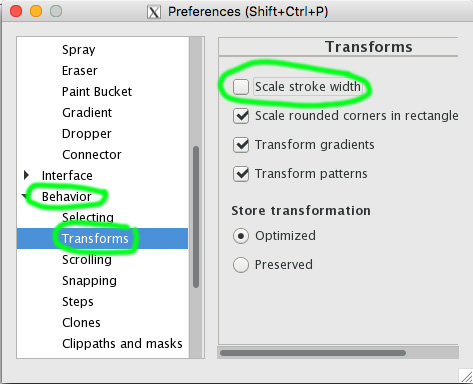 Preferences (Shift+Ctrl+P)
Spray
Eraser
Paint Bucket
Gradient
Dropper
Connector
Interface
Behavior
Selecting
Transforms
Scrolling
Snapping
Steps
Clones
Clippaths and masks
Transforms
Scale stroke width
Scale rounded corners in rectangle
Transform gradients
Transform patterns
Store transformation
Optimized
Preserved